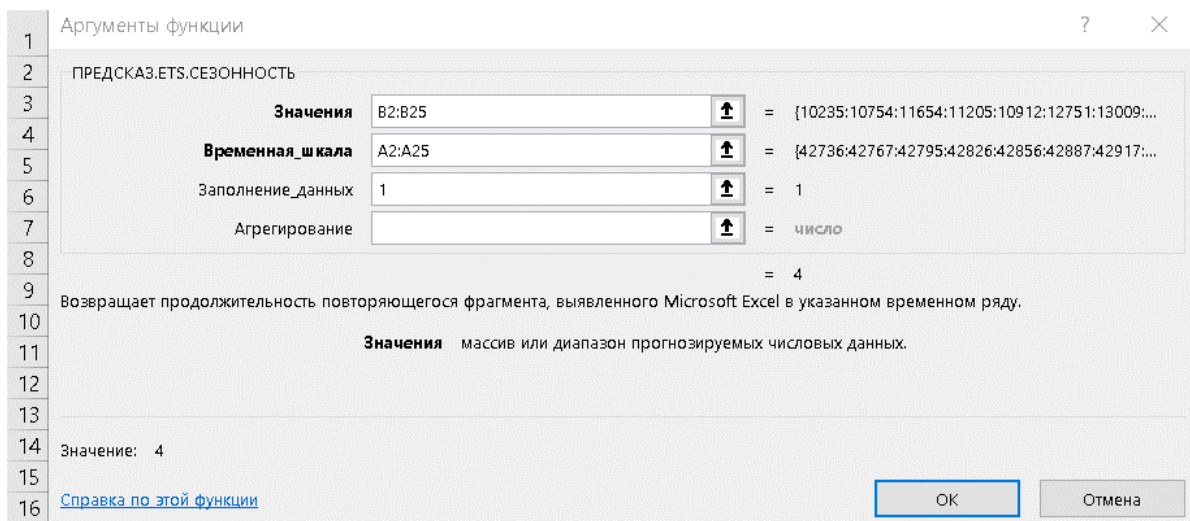 Аргументы функции ? ×
1
2 ПРЕДСКАЗ.ETS.СЕЗОННОСТЬ
3 Значения B2:B25 = {10235:10754:11654:11205:10912:12751:13009:...
4
5 Временная_шкала A2:A25 = {42736:42767:42795:42826:42856:42887:42917:...
6 Заполнение_данных 1 = 1
7 Агрегирование = число
8
= 4
9
Возвращает продолжительность повторяющегося фрагмента, выявленного Microsoft Excel в указанном временном ряду.
10
11 Значения массив или диапазон прогнозируемых числовых данных.
12
13
14 Значение: 4
15
16 Справка по этой функции ОК Отмена